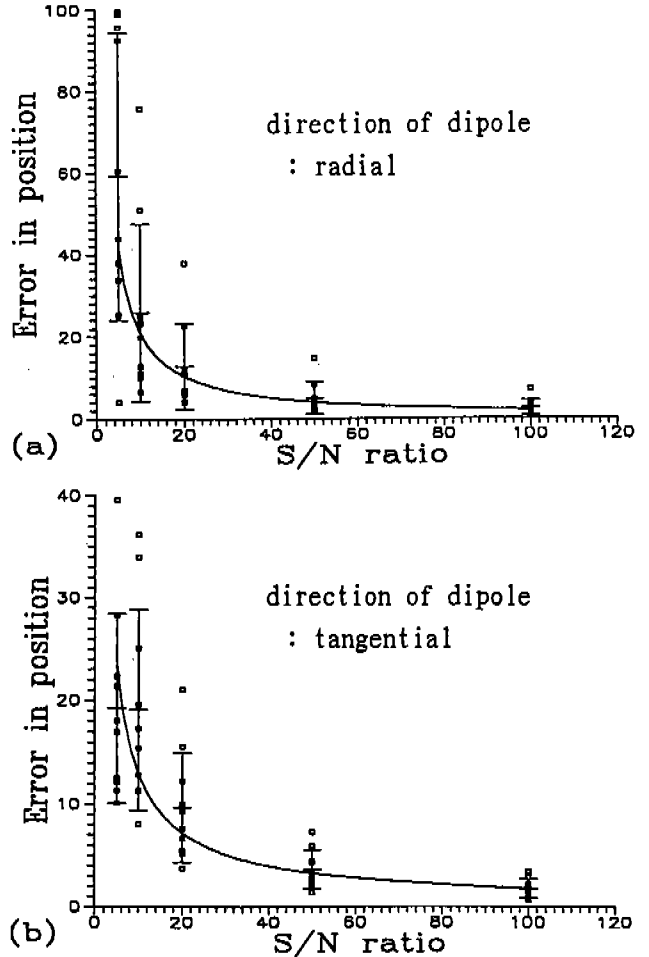 100
80
60
40
20
0
Error in position
direction of dipole
: radial
0 20 40 60 80 100 120
(a)
S/N ratio
40
30
20
10
0
Error in position
direction of dipole
: tangential
0 20 40 60 80 100 120
(b)
S/N ratio